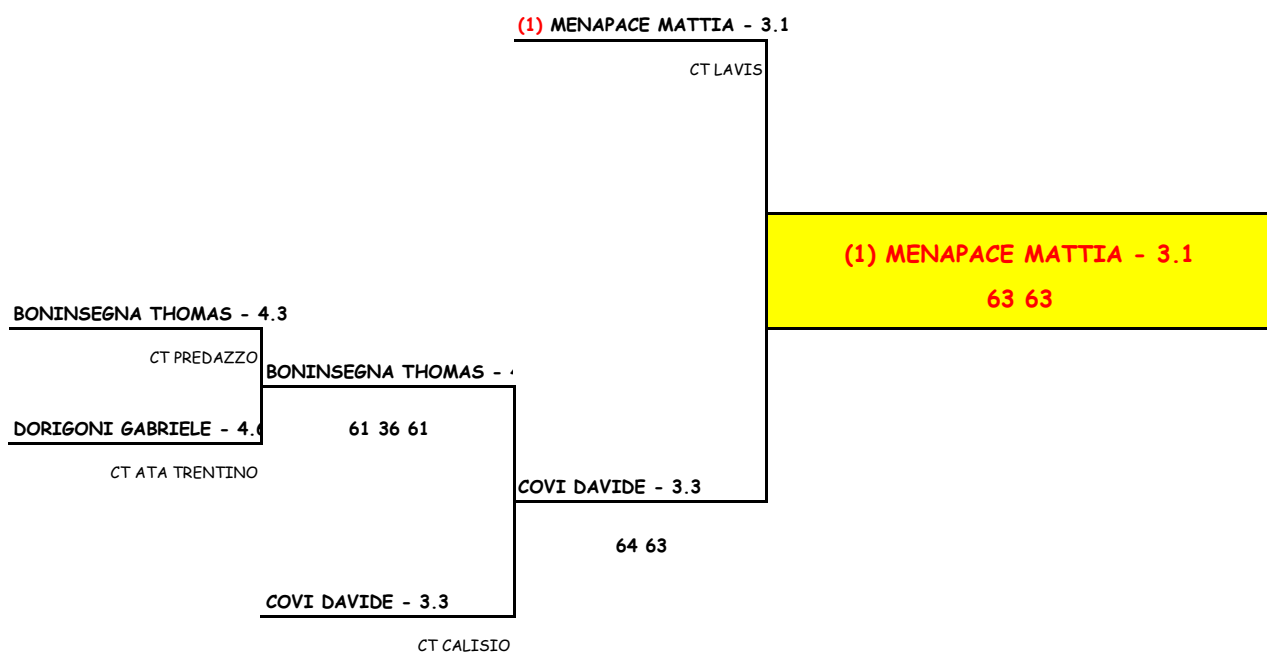 (1) MENAPACE MATTIA - 3.1
CT LAVIS
(1) MENAPACE MATTIA - 3.1
63 63
BONINSEGNA THOMAS - 4.3
CT PREDAZZO
BONINSEGNA THOMAS -
DORIGONI GABRIELE - 4.6
61 36 61
CT ATA TRENTINO
COVI DAVIDE - 3.3
64 63
COVI DAVIDE - 3.3
CT CALISIO